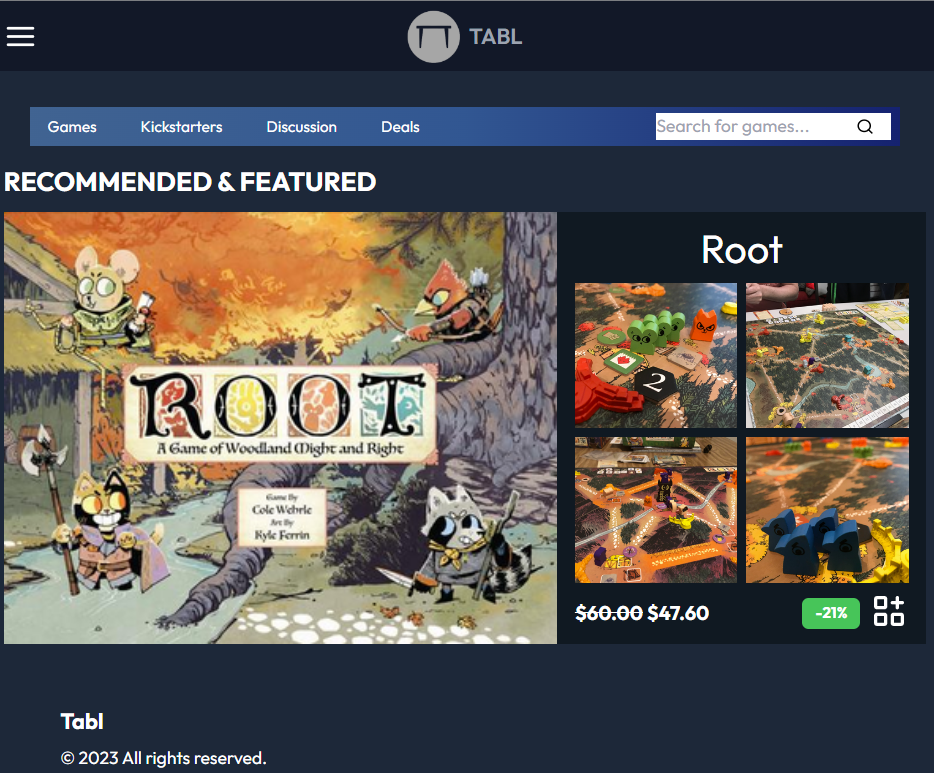 TABL
Games Kickstarters Discussion Deals Search for games...
RECOMMENDED & FEATURED
Root
ROOT
A Game of Woodland Might and Right
Game By
Cole Wehrle
Art By
Kyle Ferrin
2
$60.00 $47.60 -21%
Tabl
© 2023 All rights reserved.